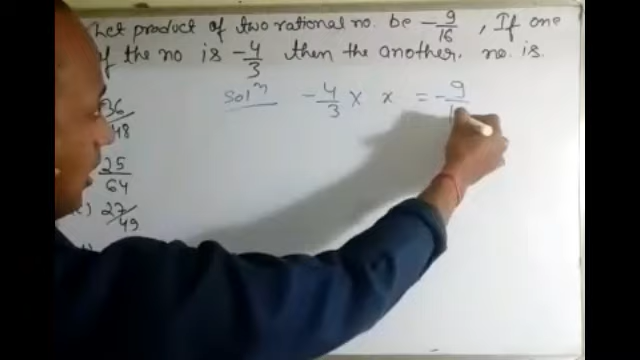 Let product of two rational no. be -9/16, If one
of the no is -4/3 then the another. no. is
Solⁿ -4/3 × x = -9/1
36/48
25/64
c) 27/49